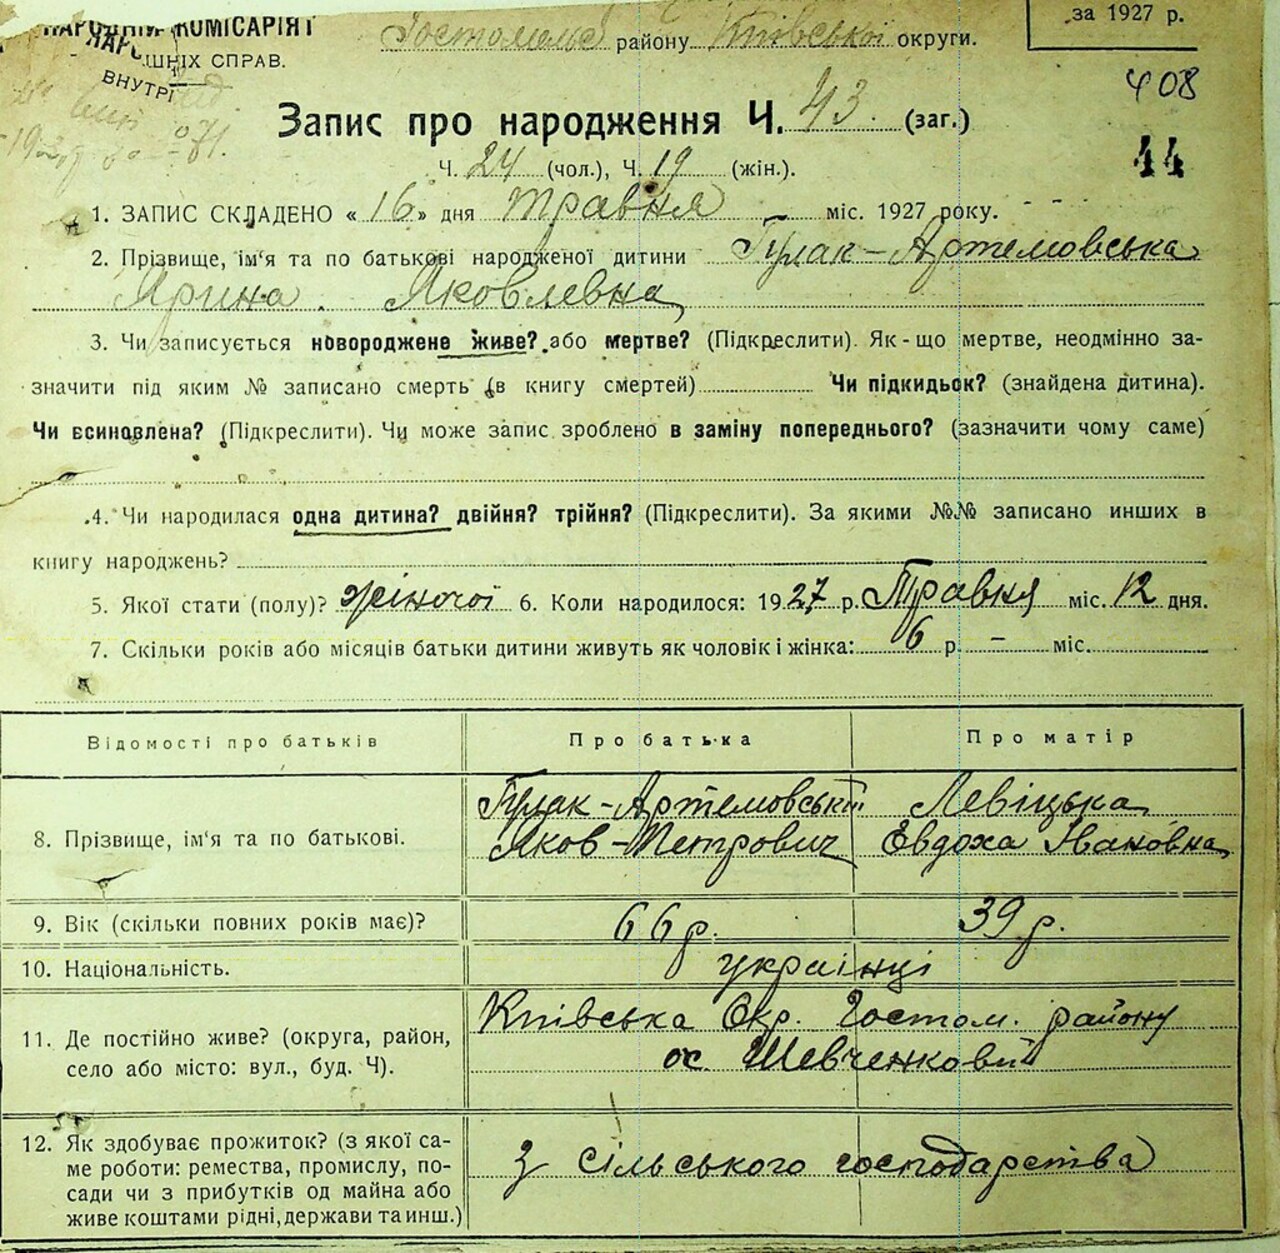 НАРОДНІЙ КОМІСАРІЯТ
ВНУТРІШНІХ СПРАВ.
Гостомельс району Київської округи.
за 1927 р.
408
Запис про народження Ч. 43. (заг.)
44
Ч. 24 (чол.), Ч. 19 (жін.).
1. ЗАПИС СКЛАДЕНО « 16 » дня травня міс. 1927 року.
2. Прізвище, ім‘я та по батькові народженої дитини Гулак-Артемовська
Ярина. Яковлевна
3. Чи записується новороджене живе? або мертве? (Підкреслити). Як-що мертве, неодмінно за-
значити під яким № записано смерть (в книгу смертей) Чи підкидьок? (знайдена дитина).
Чи всиновлена? (Підкреслити). Чи може запис зроблено в заміну попереднього? (зазначити чому саме)
4. Чи народилася одна дитина? двійня? трійня? (Підкреслити). За якими №№ записано инших в
книгу народжень?
5. Якої стати (полу)? жіночої 6. Коли народилося: 1927 р. Травня міс. 12 дня.
7. Скільки років або місяців батьки дитини живуть як чоловік і жінка: 6 р. – міс.
Відомості про батьків Про батька Про матір
8. Прізвище, ім‘я та по батькові. Гулак-Артемовський Яков-Петрович Левіцька Евдоха Івановна
9. Вік (скільки повних років має)? 66 р. 39 р.
10. Національність. украінці
11. Де постійно живе? (округа, район, Київська Окр. Гостом. району
село або місто: вул., буд. Ч). ос. Шевченковий
12. Як здобуває прожиток? (з якої са-
ме роботи: ремества, промислу, по- З сільського господарства
сади чи з прибутків од майна або
живе коштами рідні, держави та инш.)